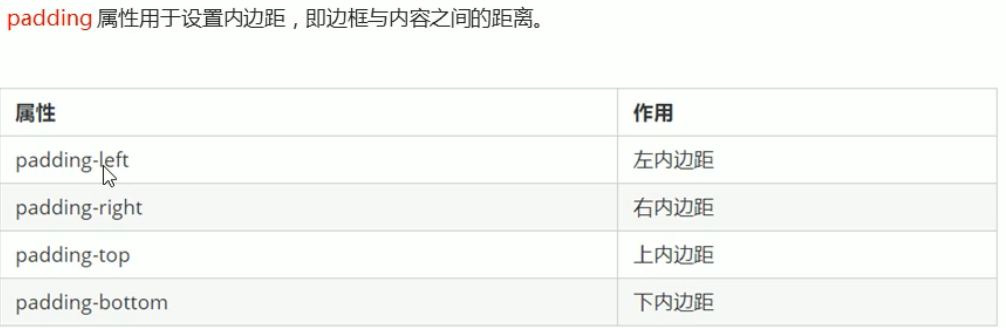 padding 属性用于设置内边距，即边框与内容之间的距离。
属性 作用
padding-left 左内边距
padding-right 右内边距
padding-top 上内边距
padding-bottom 下内边距